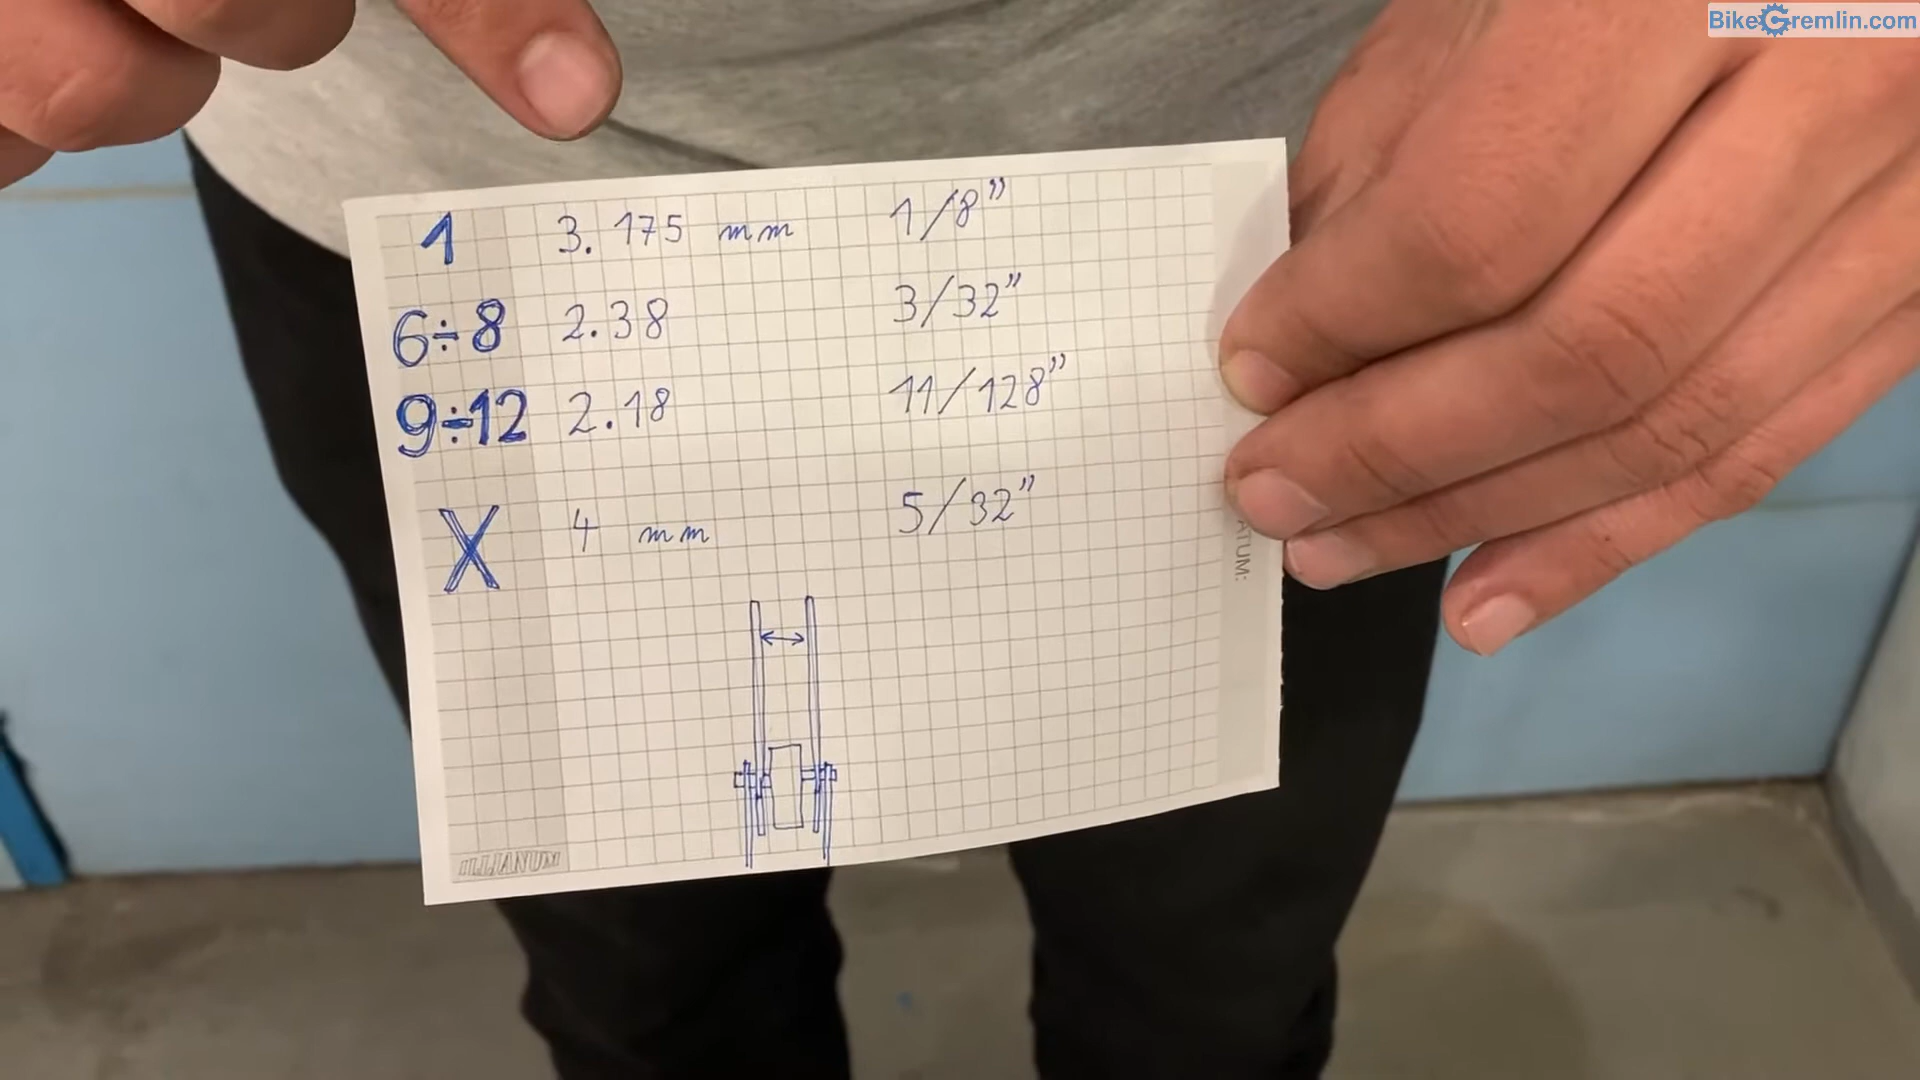 BikeGremlin.com
1 3.175 mm 1/8”
6÷8 2.38 3/32”
9÷12 2.18 11/128”
X 4 mm 5/32”
ATUM: